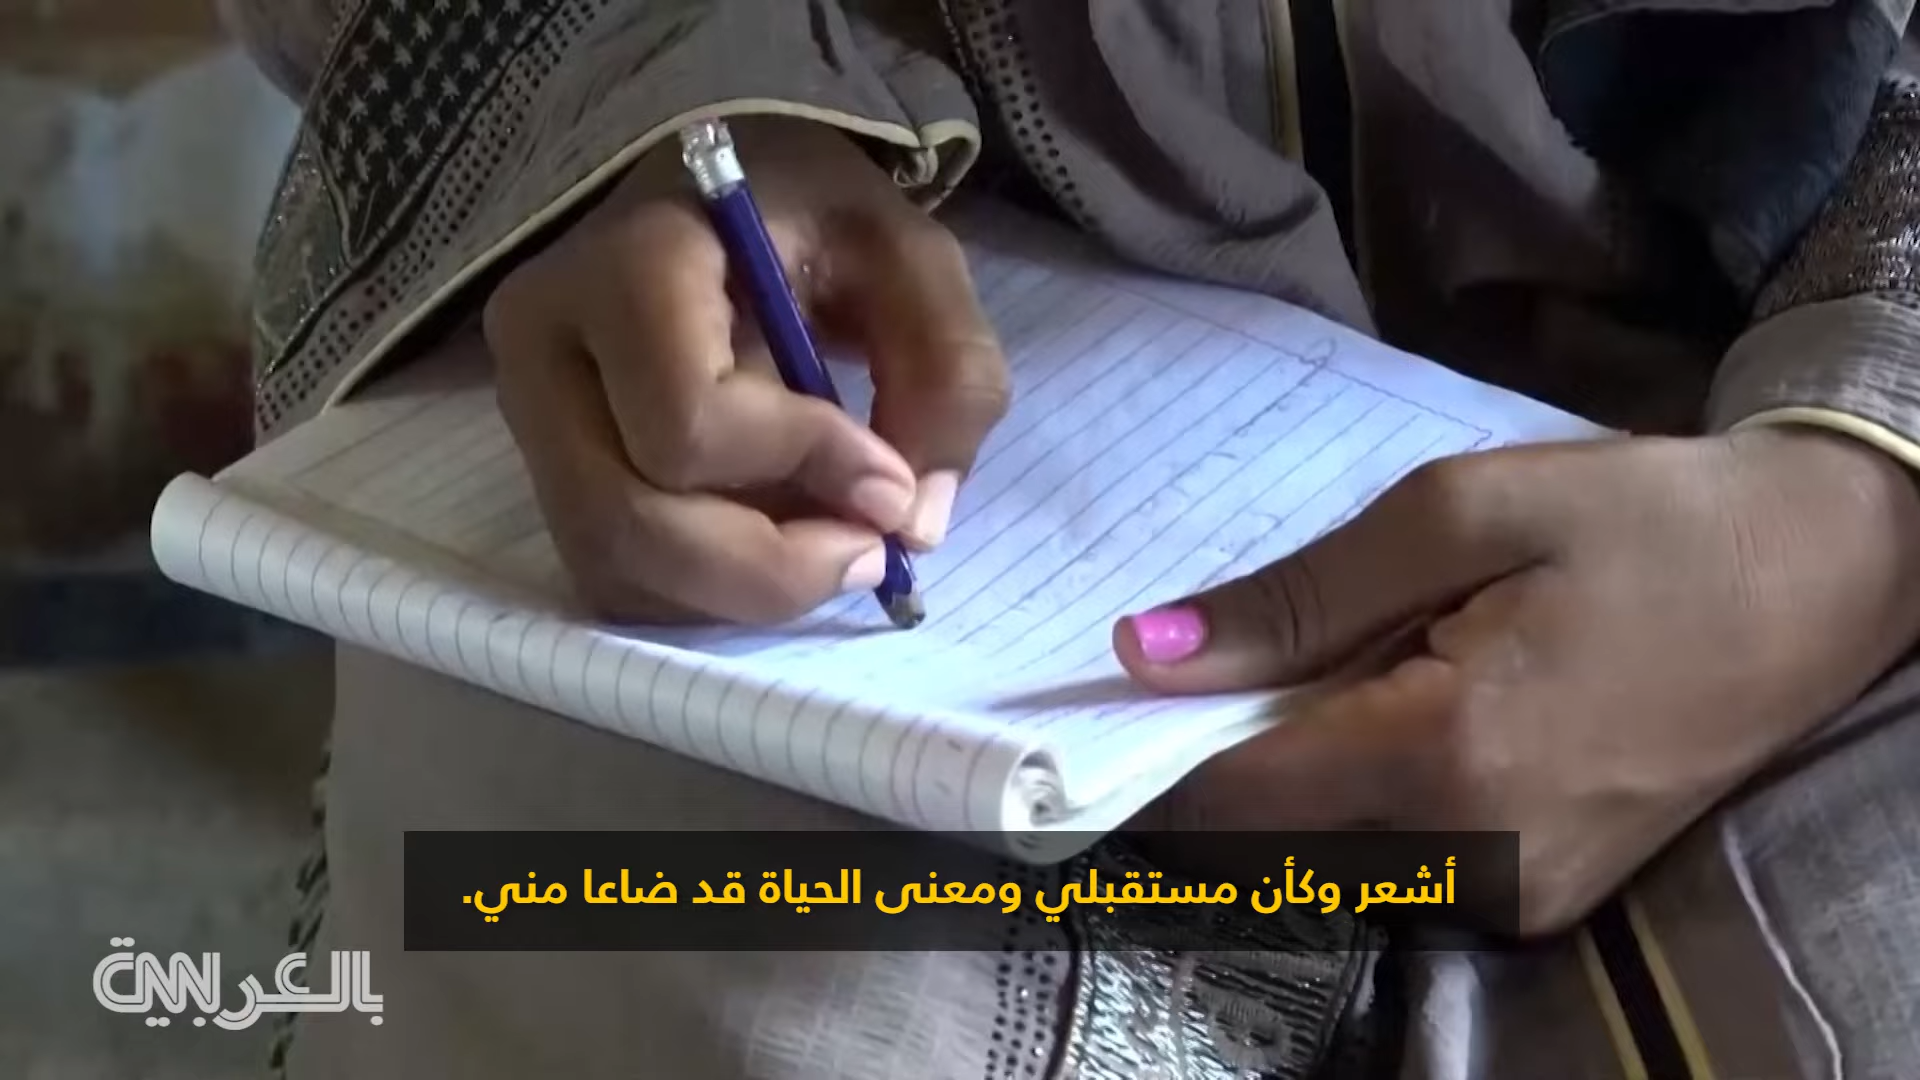 أشعر وكأن مستقبلي ومعنى الحياة قد ضاعا مني.
CNN بالعربية